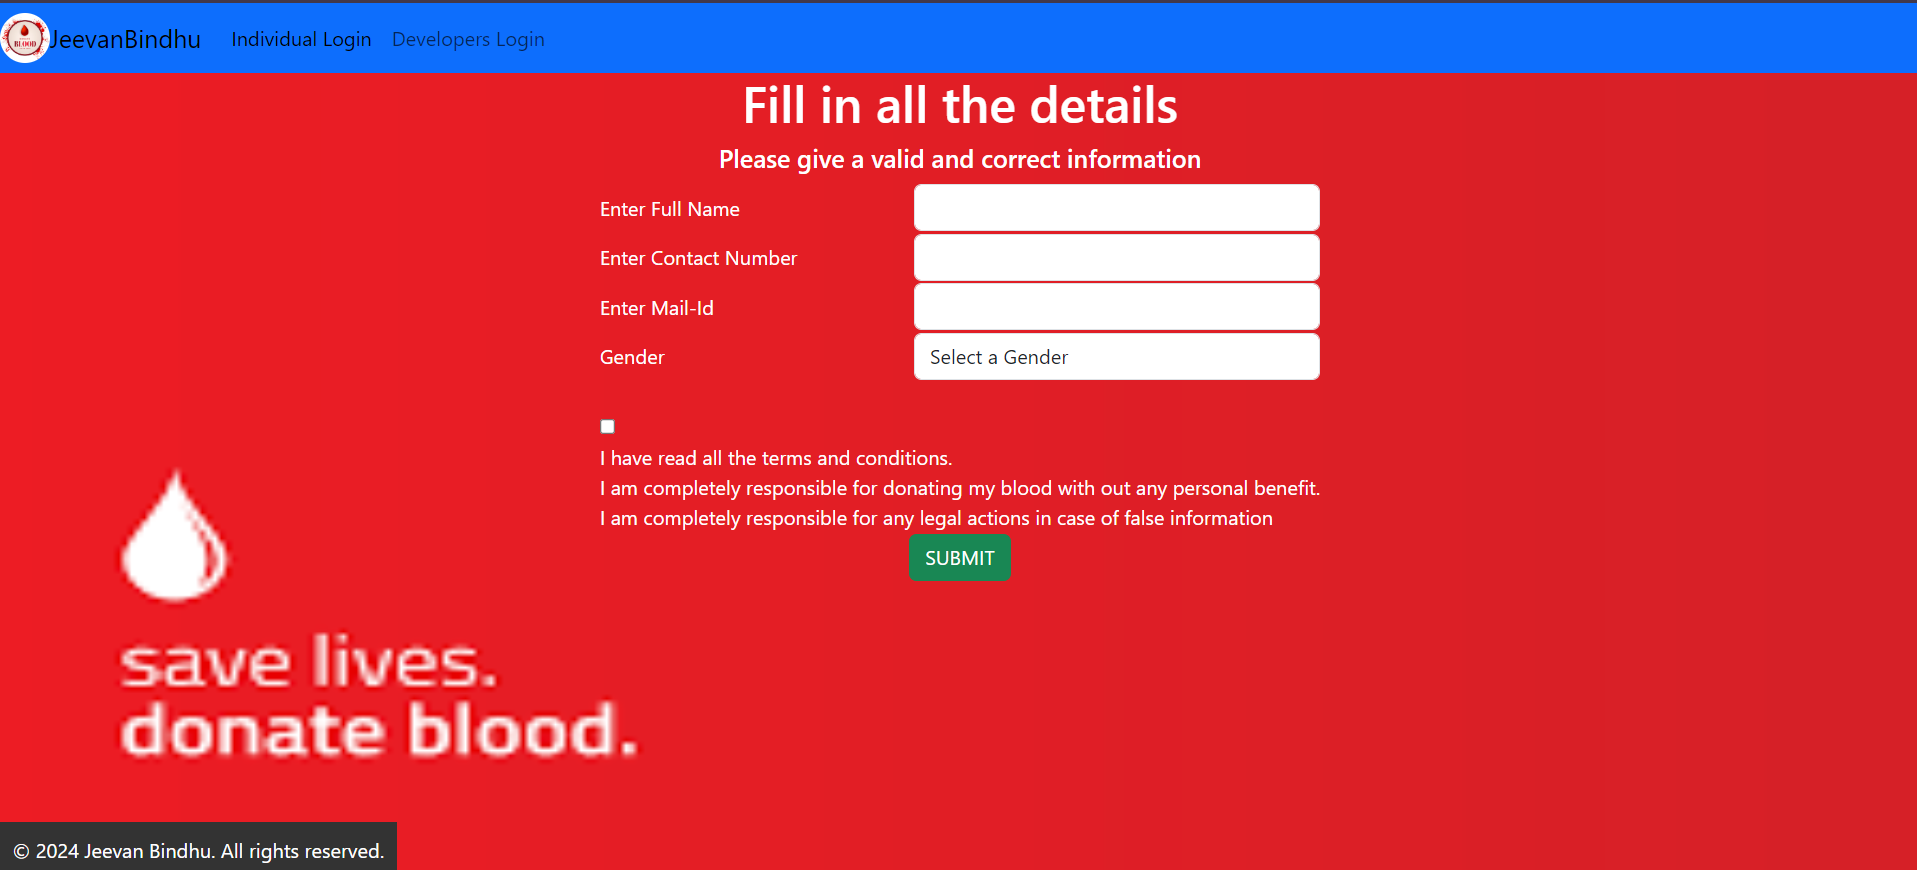 BLOOD
JeevanBindhu Individual Login Developers Login
Fill in all the details
Please give a valid and correct information
Enter Full Name
Enter Contact Number
Enter Mail-Id
Gender Select a Gender
I have read all the terms and conditions.
I am completely responsible for donating my blood with out any personal benefit.
I am completely responsible for any legal actions in case of false information
SUBMIT
save lives.
donate blood.
© 2024 Jeevan Bindhu. All rights reserved.